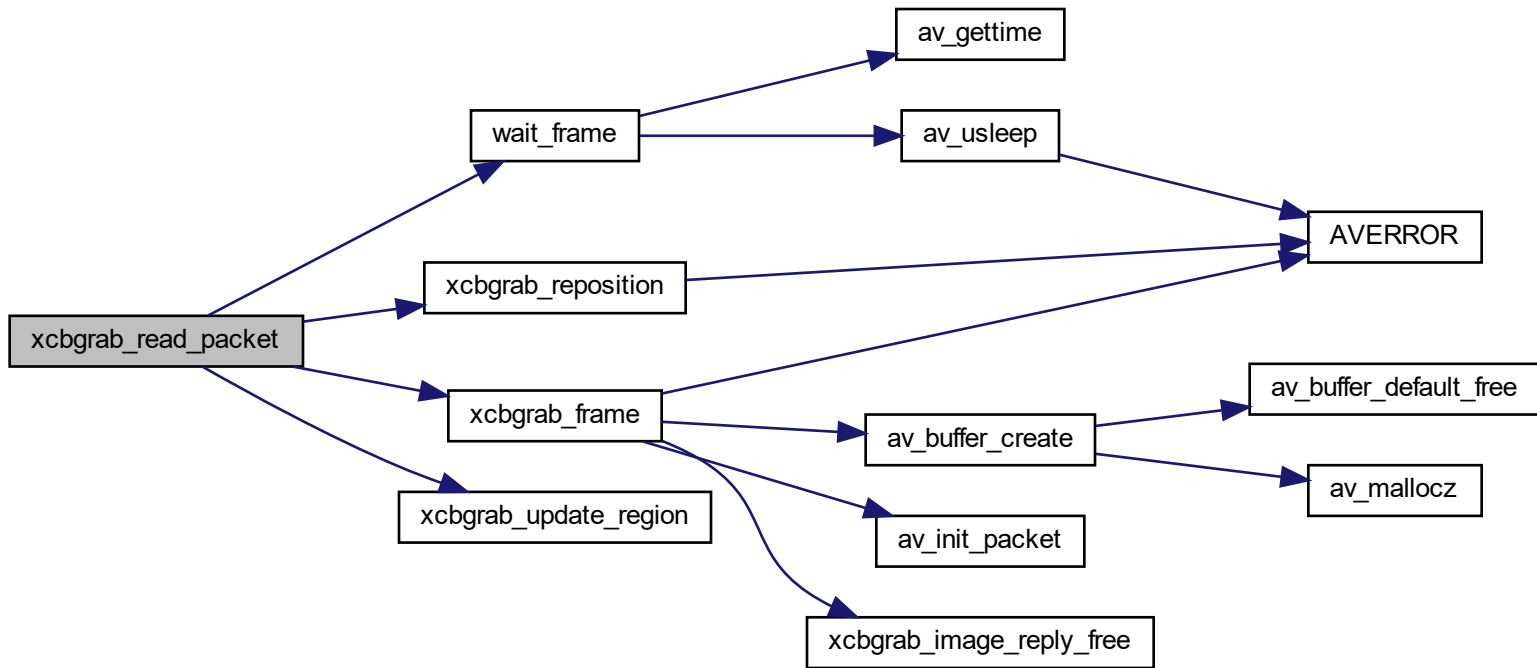 av_gettime
wait_frame
av_usleep
AVERROR
xcbgrab_reposition
xcbgrab_read_packet
av_buffer_default_free
xcbgrab_frame
av_buffer_create
av_mallocz
xcbgrab_update_region
av_init_packet
xcbgrab_image_reply_free